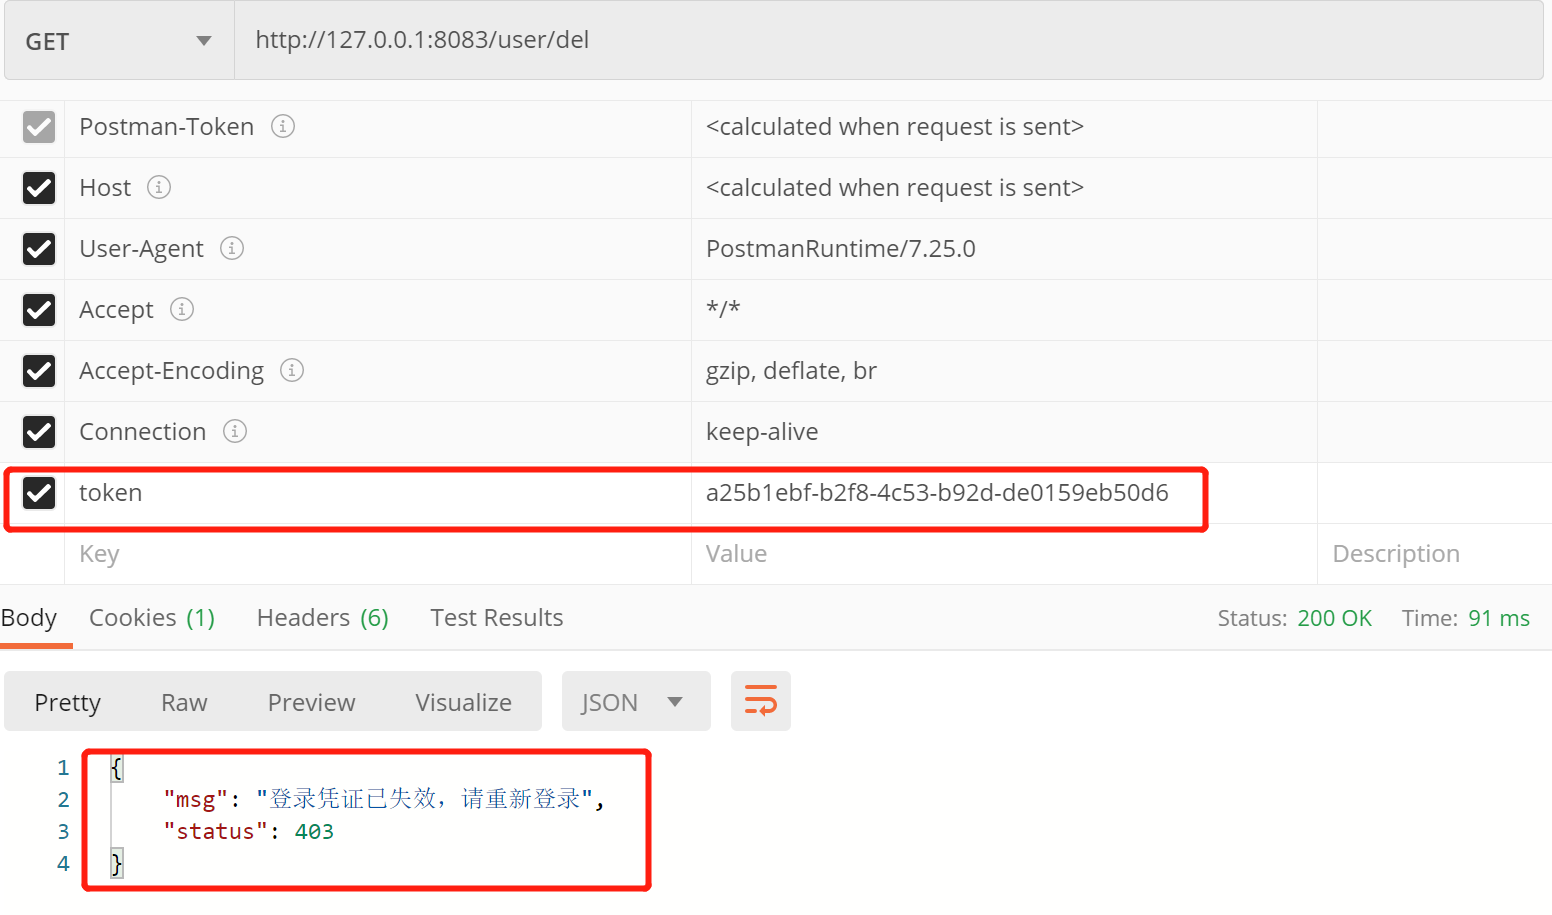 GET http://127.0.0.1:8083/user/del
Postman-Token <calculated when request is sent>
Host <calculated when request is sent>
User-Agent PostmanRuntime/7.25.0
Accept */*
Accept-Encoding gzip, deflate, br
Connection keep-alive
token a25b1ebf-b2f8-4c53-b92d-de0159eb50d6
Key Value Description
Body Cookies (1) Headers (6) Test Results Status: 200 OK Time: 91 ms
Pretty Raw Preview Visualize JSON
1 {
2 "msg": "登录凭证已失效，请重新登录",
3 "status": 403
4 }